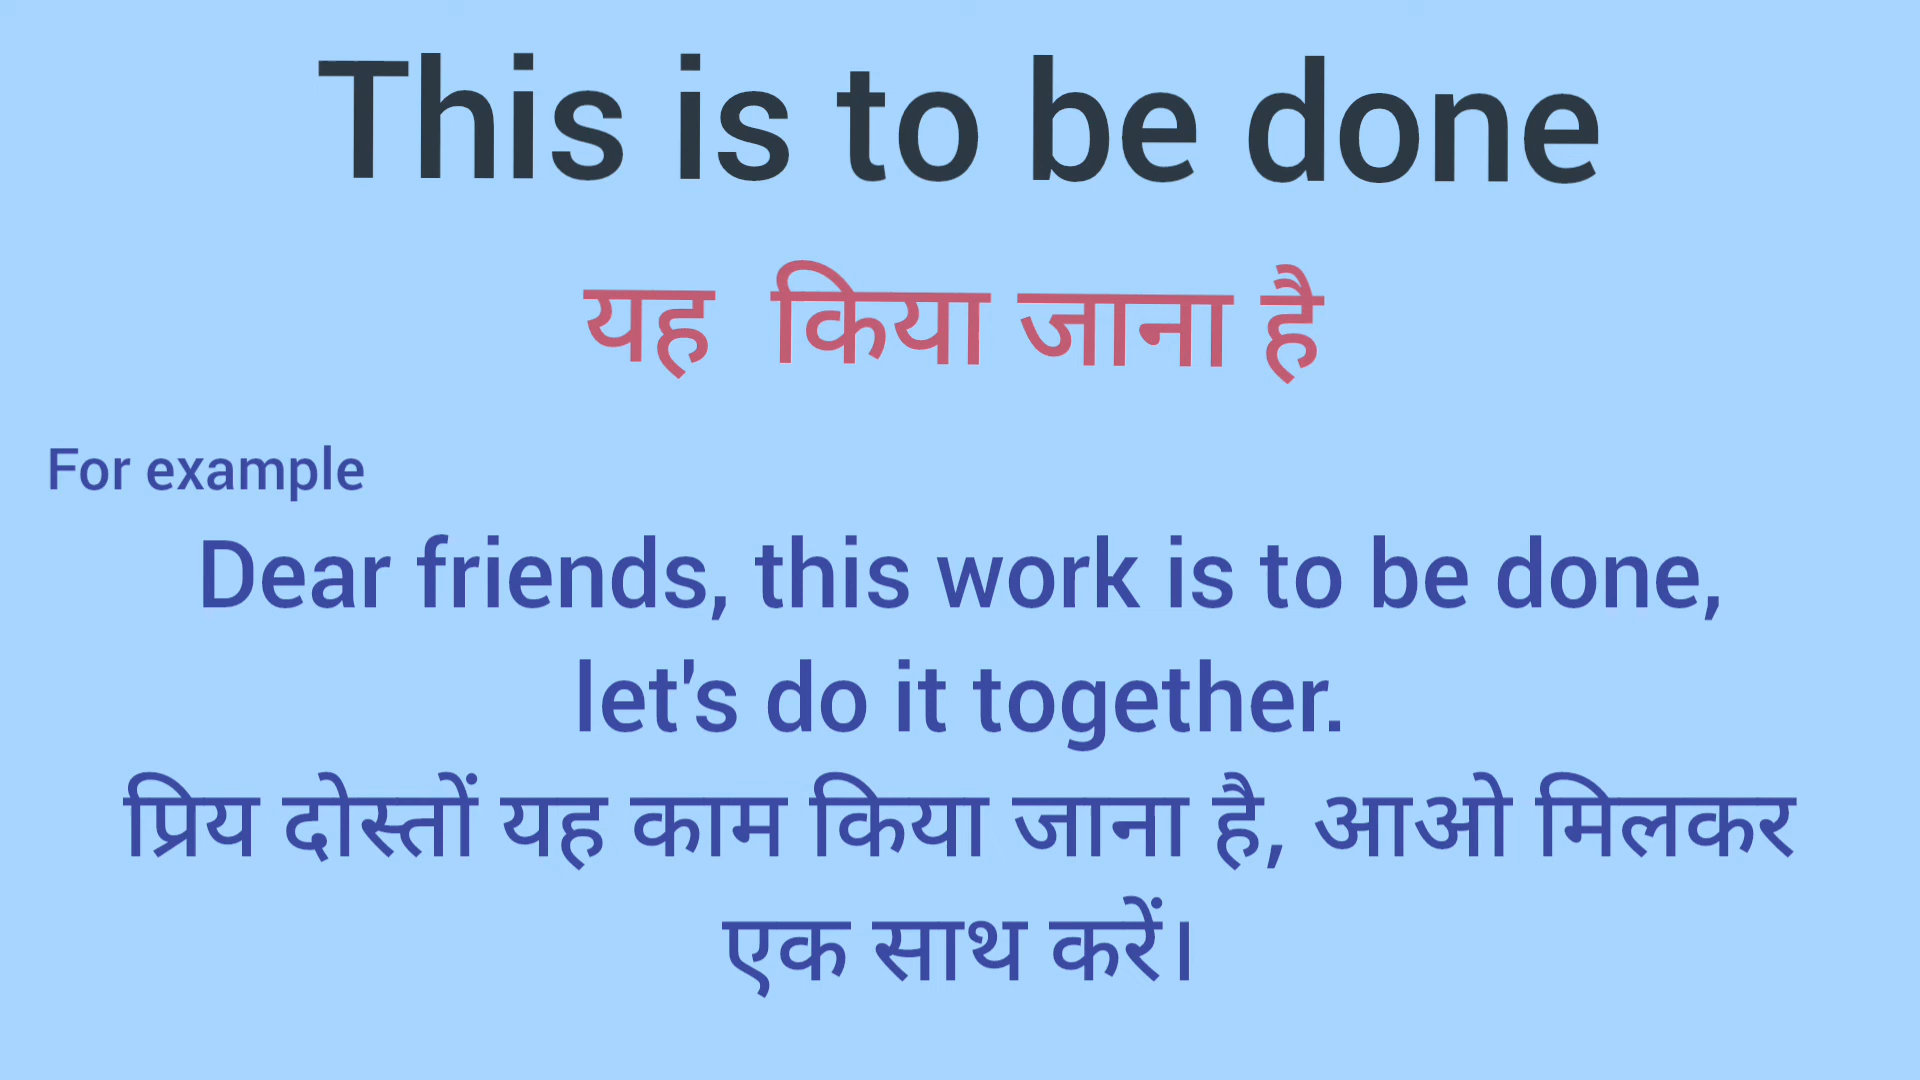 This is to be done
यह किया जाना है
For example
Dear friends, this work is to be done,
let's do it together.
प्रिय दोस्तों यह काम किया जाना है, आओ मिलकर
एक साथ करें।